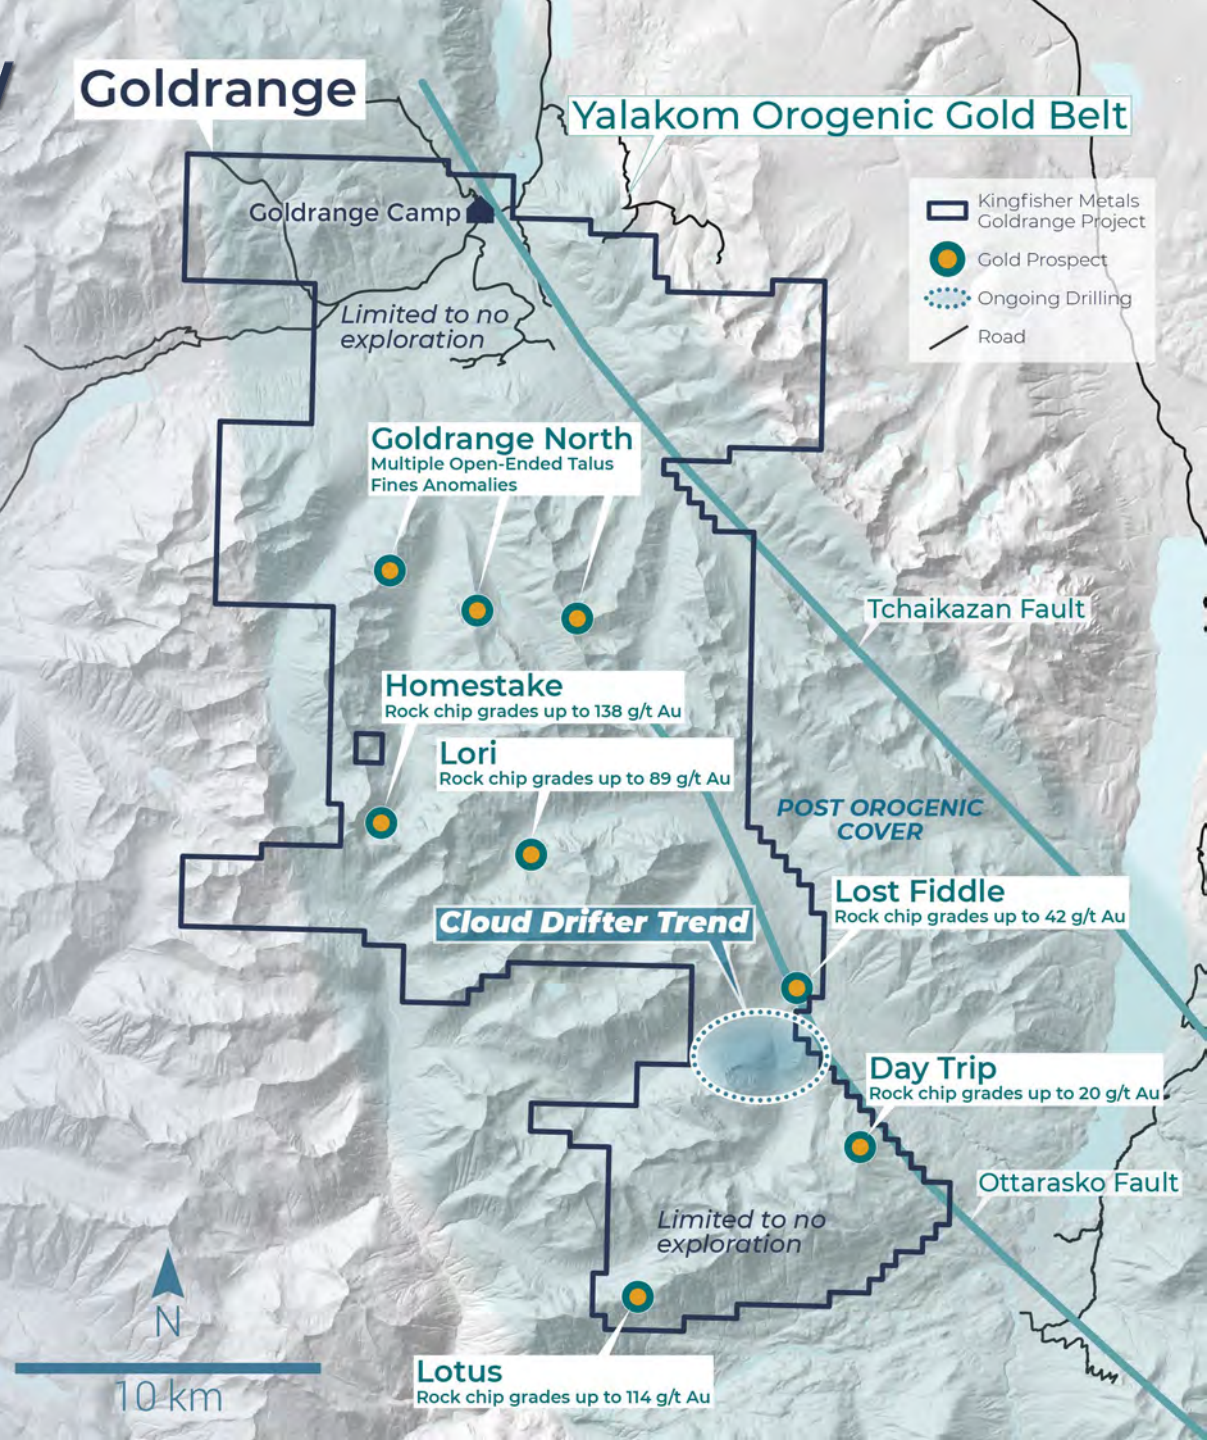 Goldrange
Yalakom Orogenic Gold Belt
Kingfisher Metals
Goldrange Project
Gold Prospect
Ongoing Drilling
Road
Goldrange Camp
Limited to no
exploration
Goldrange North
Multiple Open-Ended Talus
Fines Anomalies
Tchaikazan Fault
Homestake
Rock chip grades up to 138 g/t Au
Lori
Rock chip grades up to 89 g/t Au
POST OROGENIC
COVER
Lost Fiddle
Rock chip grades up to 42 g/t Au
Cloud Drifter Trend
Day Trip
Rock chip grades up to 20 g/t Au
Ottarasko Fault
Limited to no
exploration
N
10 km
Lotus
Rock chip grades up to 114 g/t Au